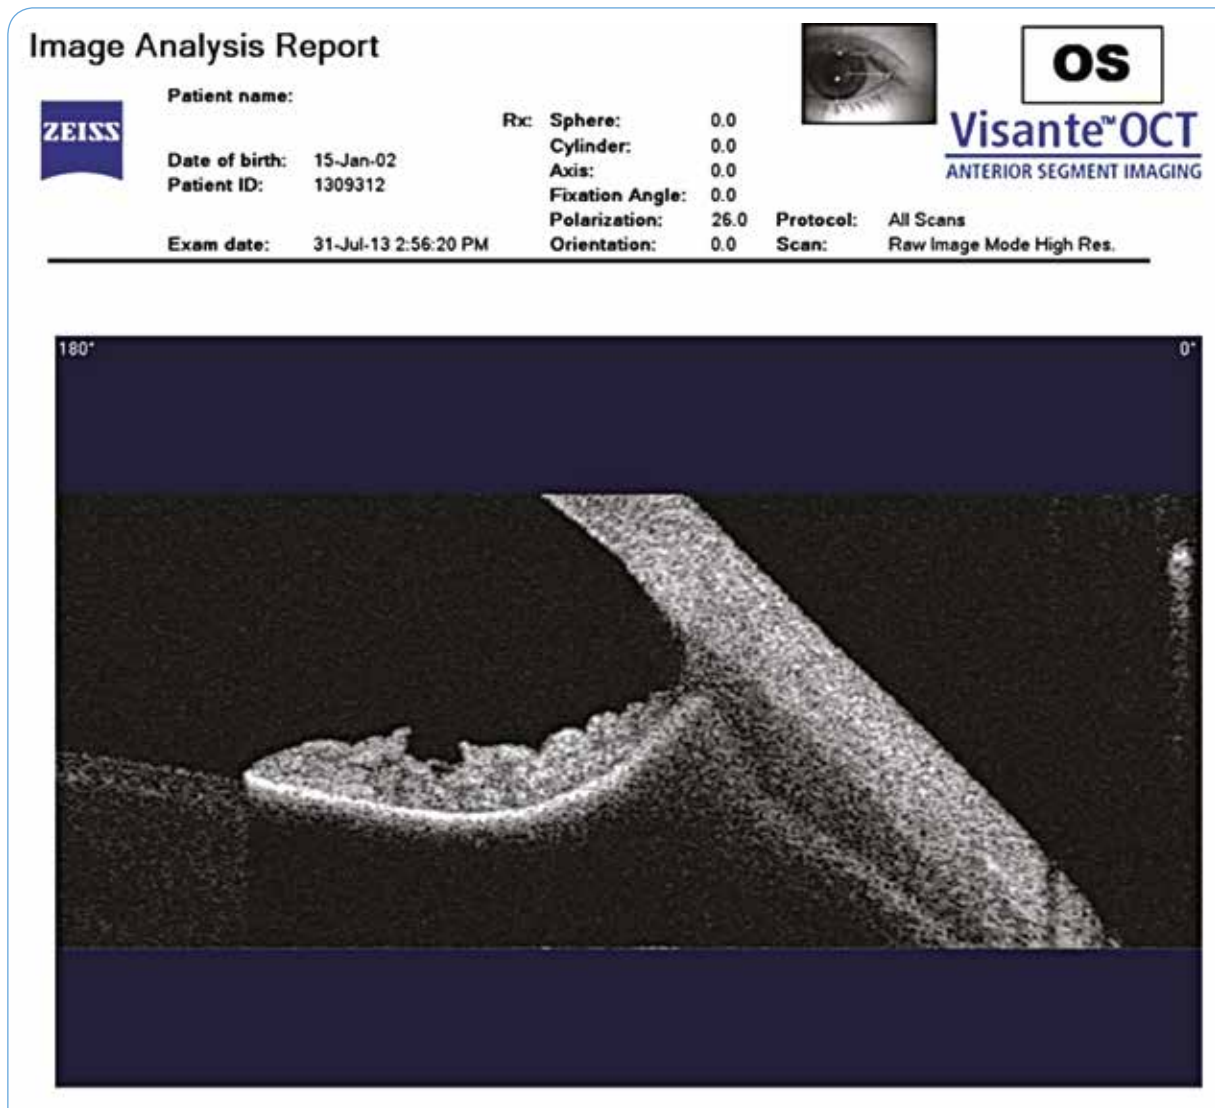 Image Analysis Report
OS
ZEISS
Visante™ OCT
ANTERIOR SEGMENT IMAGING
Patient name:
Date of birth: 15-Jan-02
Patient ID: 1309312
Exam date: 31-Jul-13 2:56:20 PM
Rx: Sphere: 0.0
Cylinder: 0.0
Axis: 0.0
Fixation Angle: 0.0
Polarization: 26.0
Orientation: 0.0
Protocol: All Scans
Scan: Raw Image Mode High Res.
180° 0°